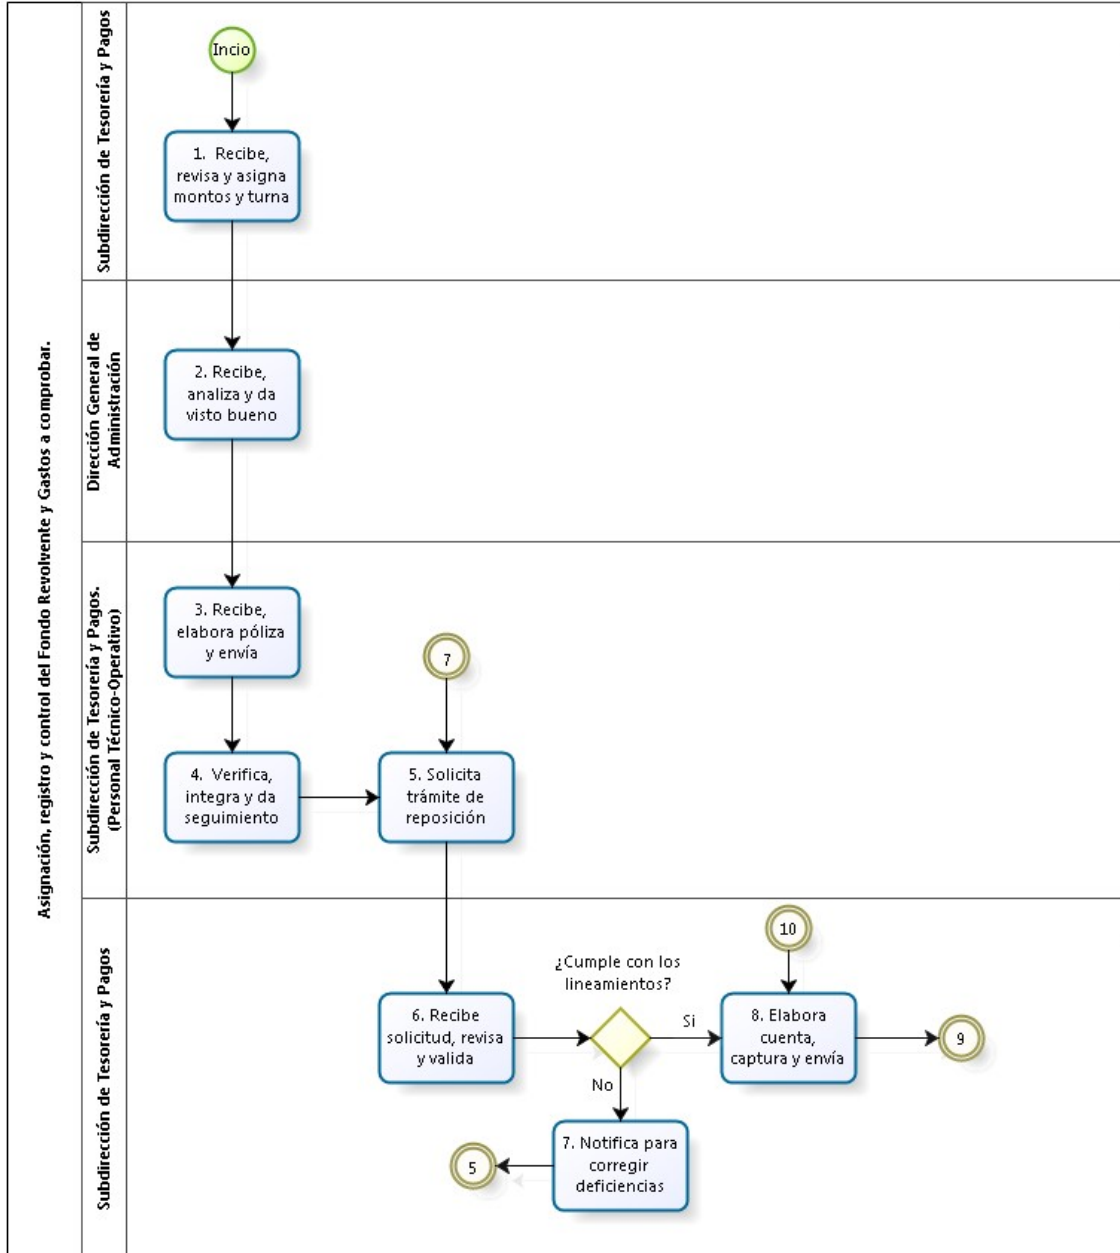 Asignación, registro y control del Fondo Revolvente y Gastos a comprobar.
Subdirección de Tesorería y Pagos
Incio
1. Recibe,
revisa y asigna
montos y turna
Dirección General de
Administración
2. Recibe,
analiza y da
visto bueno
Subdirección de Tesorería y Pagos.
(Personal Técnico-Operativo)
3. Recibe,
elabora póliza
y envía
7
4. Verifica,
integra y da
seguimiento
5. Solicita
trámite de
reposición
Subdirección de Tesorería y Pagos
10
¿Cumple con los
lineamientos?
6. Recibe
solicitud, revisa
y valida
Si
8. Elabora
cuenta,
captura y envía
9
No
7. Notifica para
corregir
deficiencias
5